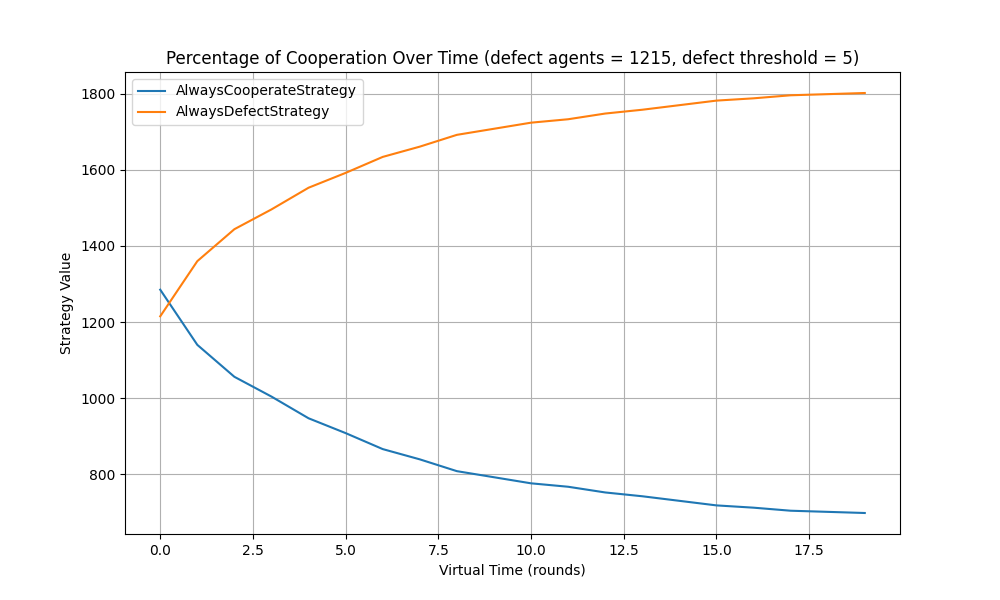 Percentage of Cooperation Over Time (defect agents = 1215, defect threshold = 5)
AlwaysCooperateStrategy
AlwaysDefectStrategy
1800
1600
1400
1200
1000
800
Strategy Value
0.0 2.5 5.0 7.5 10.0 12.5 15.0 17.5
Virtual Time (rounds)